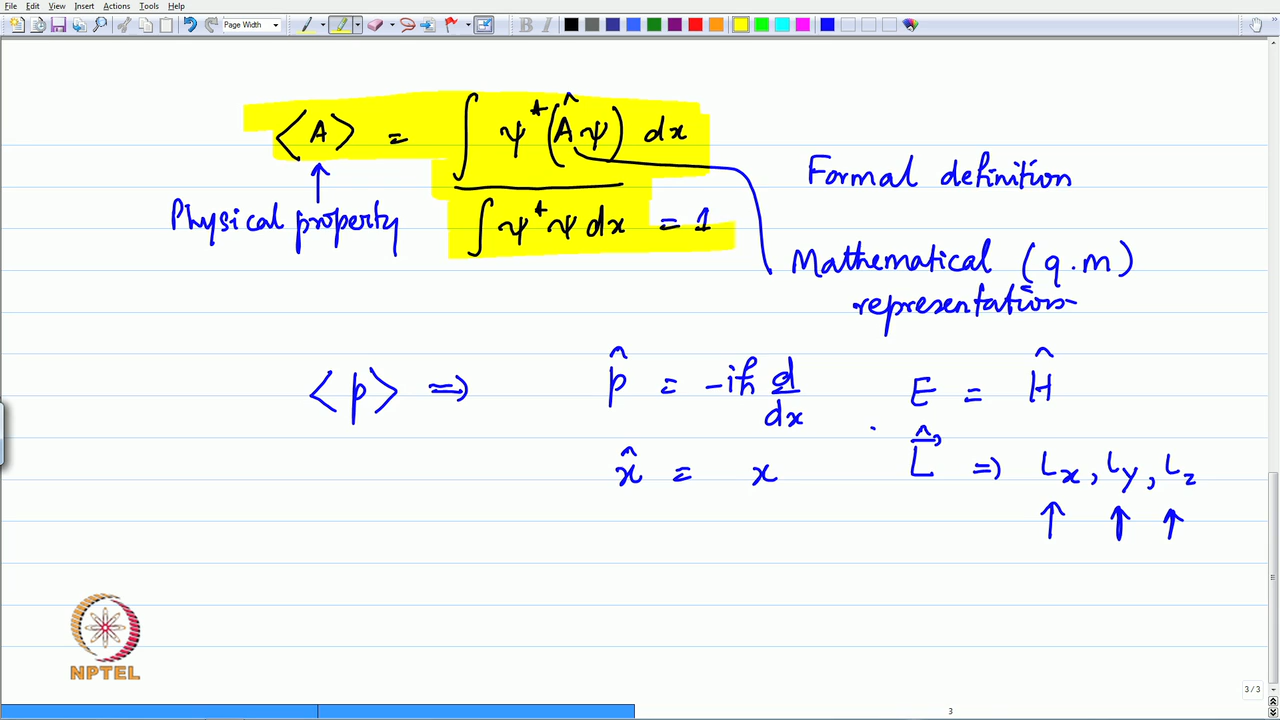 File Edit View Insert Actions Tools Help
Page Width
B I
⟨A⟩ = ∫ ψ* (Âψ) dx
∫ ψ* ψ dx = 1
Formal definition
Physical property
Mathematical (q.m)
representation
⟨p⟩ ⇒ p̂ = -iħ d/dx E = Ĥ
x̂ = x L̂⃗ ⇒ Lx, Ly, Lz
↑ ↑ ↑
NPTEL
3 / 3
3